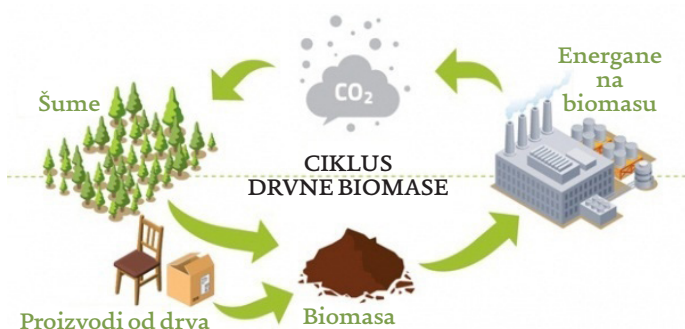 Energane
na
biomasu
Šume
CO₂
CIKLUS
DRVNE BIOMASE
Proizvodi od drva
Biomasa